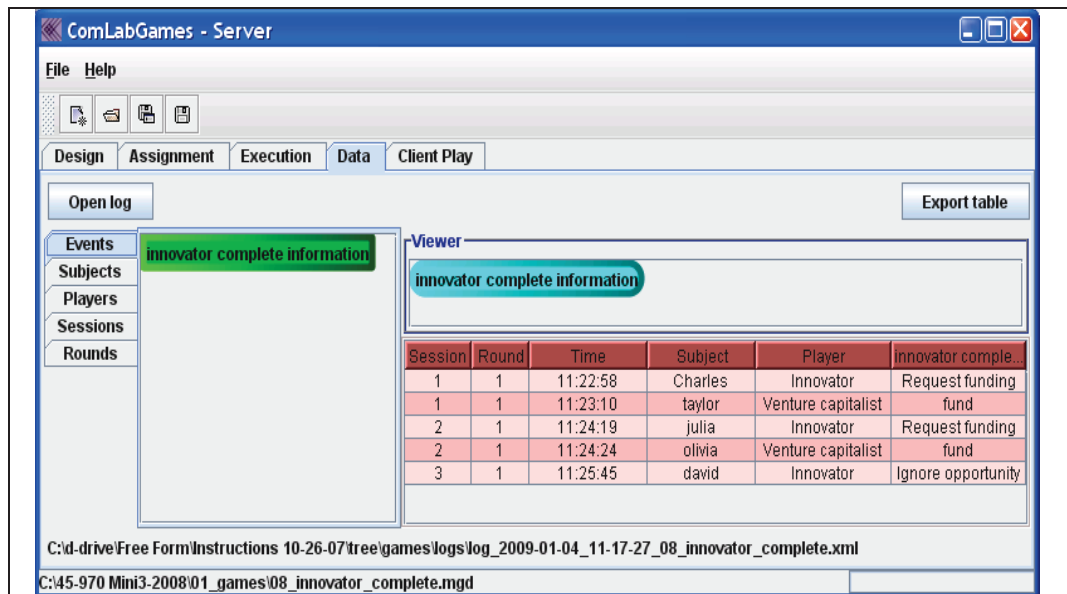 ComLabGames - Server
File Help
Design Assignment Execution Data Client Play
Open log Export table
Events
Subjects
Players
Sessions
Rounds
innovator complete information
Viewer
innovator complete information
Session Round Time Subject Player innovator comple...
1 1 11:22:58 Charles Innovator Request funding
1 1 11:23:10 taylor Venture capitalist fund
2 1 11:24:19 julia Innovator Request funding
2 1 11:24:24 olivia Venture capitalist fund
3 1 11:25:45 david Innovator Ignore opportunity
C:\d-drive\Free Form\Instructions 10-26-07\tree\games\logs\log_2009-01-04_11-17-27_08_innovator_complete.xml
C:\45-970 Mini3-2008\01_games\08_innovator_complete.mgd